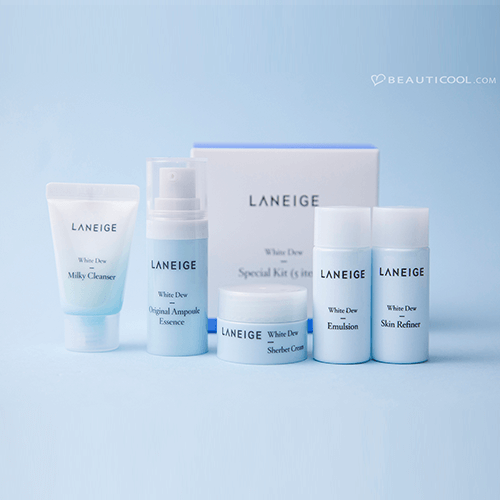 BEAUTICOOL.COM
LANEIGE
White Dew
Special Kit (5 ite
LANEIGE
White Dew
Milky Cleanser
LANEIGE
White Dew
Original Ampoule
Essence
LANEIGE
White Dew
Sherbet Cream
LANEIGE
White Dew
Emulsion
LANEIGE
White Dew
Skin Refiner